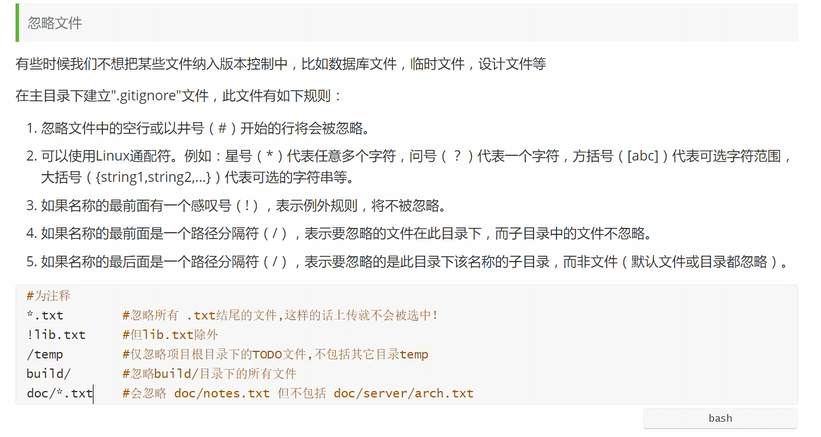 忽略文件
有些时候我们不想把某些文件纳入版本控制中，比如数据库文件，临时文件，设计文件等
在主目录下建立".gitignore"文件，此文件有如下规则：
1. 忽略文件中的空行或以井号（#）开始的行将会被忽略。
2. 可以使用Linux通配符。例如：星号（*）代表任意多个字符，问号（？）代表一个字符，方括号（[abc]）代表可选字符范围，
大括号（{string1,string2,...}）代表可选的字符串等。
3. 如果名称的最前面有一个感叹号（!），表示例外规则，将不被忽略。
4. 如果名称的最前面是一个路径分隔符（/），表示要忽略的文件在此目录下，而子目录中的文件不忽略。
5. 如果名称的最后面是一个路径分隔符（/），表示要忽略的是此目录下该名称的子目录，而非文件（默认文件或目录都忽略）。
#为注释
*.txt #忽略所有 .txt结尾的文件,这样的话上传就不会被选中!
!lib.txt #但lib.txt除外
/temp #仅忽略项目根目录下的TODO文件,不包括其它目录temp
build/ #忽略build/目录下的所有文件
doc/*.txt #会忽略 doc/notes.txt 但不包括 doc/server/arch.txt
bash